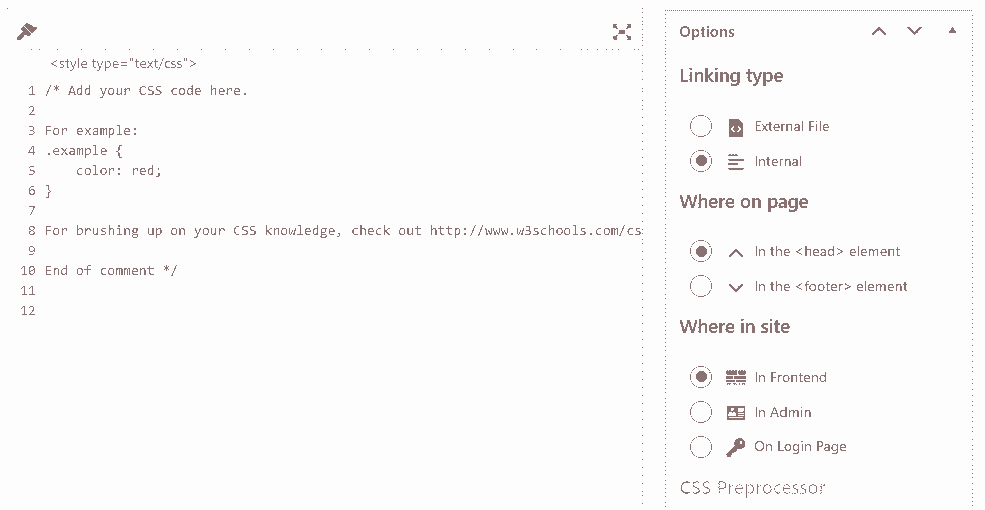 <style type="text/css">
1 /* Add your CSS code here.
2
3 For example:
4 .example {
5     color: red;
6 }
7
8 For brushing up on your CSS knowledge, check out http://www.w3schools.com/cs
9
10 End of comment */
11
12
Options
Linking type
External File
Internal
Where on page
In the <head> element
In the <footer> element
Where in site
In Frontend
In Admin
On Login Page
CSS Preprocessor